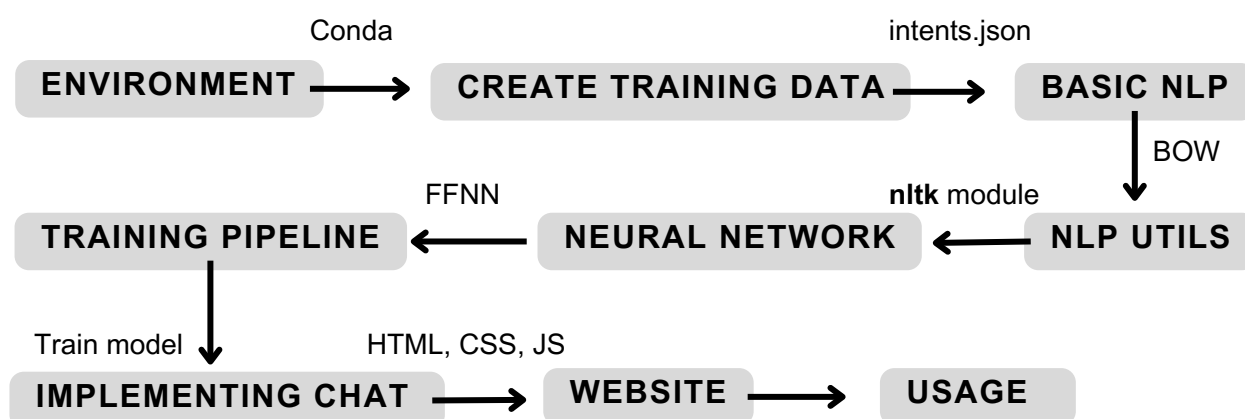 Conda
intents.json
ENVIRONMENT
CREATE TRAINING DATA
BASIC NLP
BOW
FFNN
nltk module
TRAINING PIPELINE
NEURAL NETWORK
NLP UTILS
Train model
HTML, CSS, JS
IMPLEMENTING CHAT
WEBSITE
USAGE